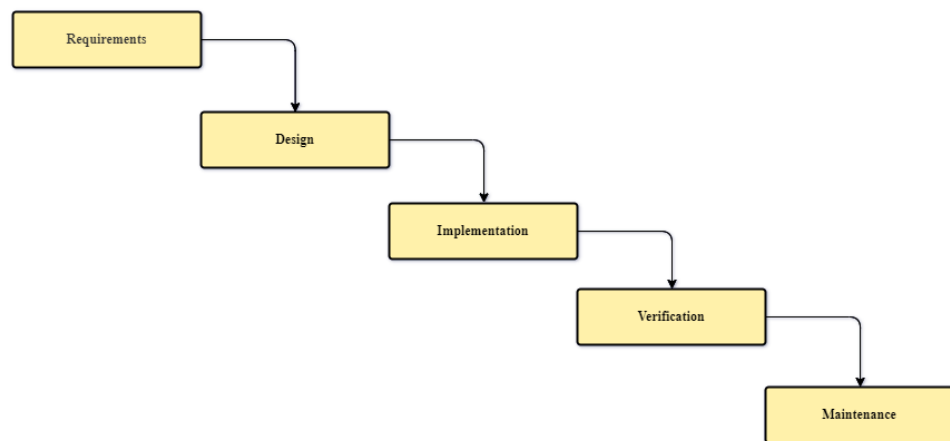 Requirements
Design
Implementation
Verification
Maintenance